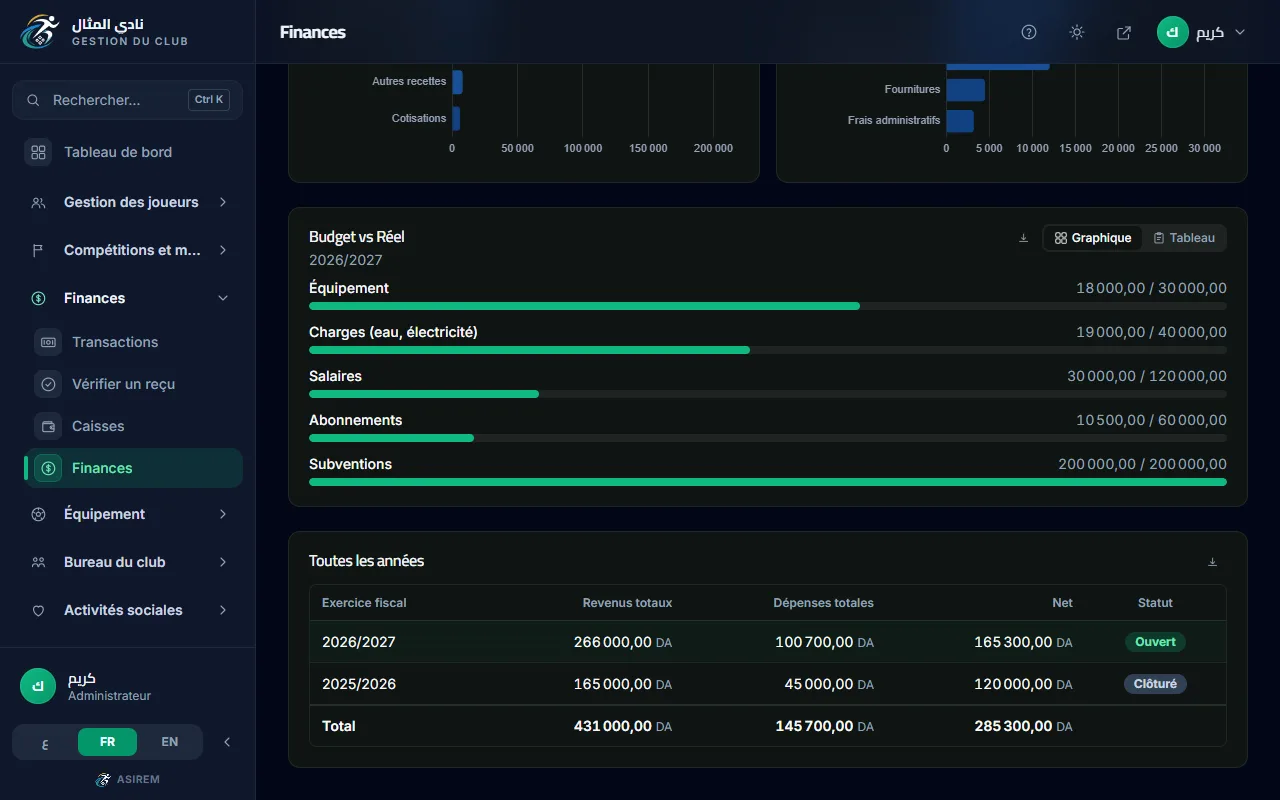 نادي المثال
GESTION DU CLUB
Finances
كريم
Rechercher...
Ctrl K
Tableau de bord
Gestion des joueurs
Compétitions et m...
Finances
Transactions
Vérifier un reçu
Caisses
Finances
Équipement
Bureau du club
Activités sociales
ك
كريم
Administrateur
ع
FR
EN
ASIREM
ك
Autres recettes
Cotisations
0
50 000
100 000
150 000
200 000
Fournitures
Frais administratifs
0
5 000
10 000
15 000
20 000
25 000
30 000
Budget vs Réel
2026/2027
Graphique
Tableau
Équipement 18 000,00 / 30 000,00
Charges (eau, électricité) 19 000,00 / 40 000,00
Salaires 30 000,00 / 120 000,00
Abonnements 10 500,00 / 60 000,00
Subventions 200 000,00 / 200 000,00
Toutes les années
Exercice fiscal Revenus totaux Dépenses totales Net Statut
2026/2027 266 000,00 DA 100 700,00 DA 165 300,00 DA Ouvert
2025/2026 165 000,00 DA 45 000,00 DA 120 000,00 DA Clôturé
Total 431 000,00 DA 145 700,00 DA 285 300,00 DA